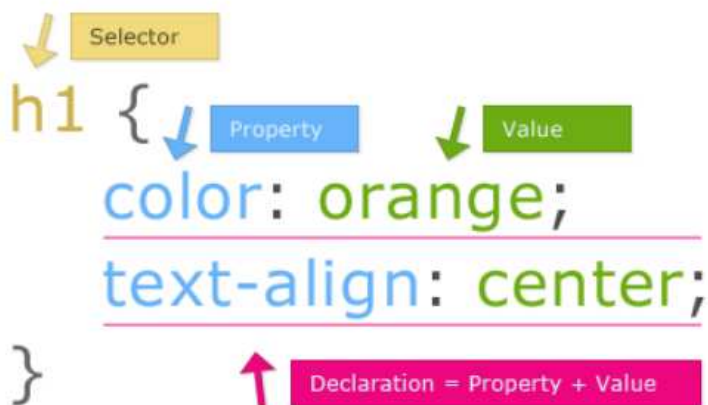 Selector
h1 {
Property
Value
color: orange;
text-align: center;
}
Declaration = Property + Value